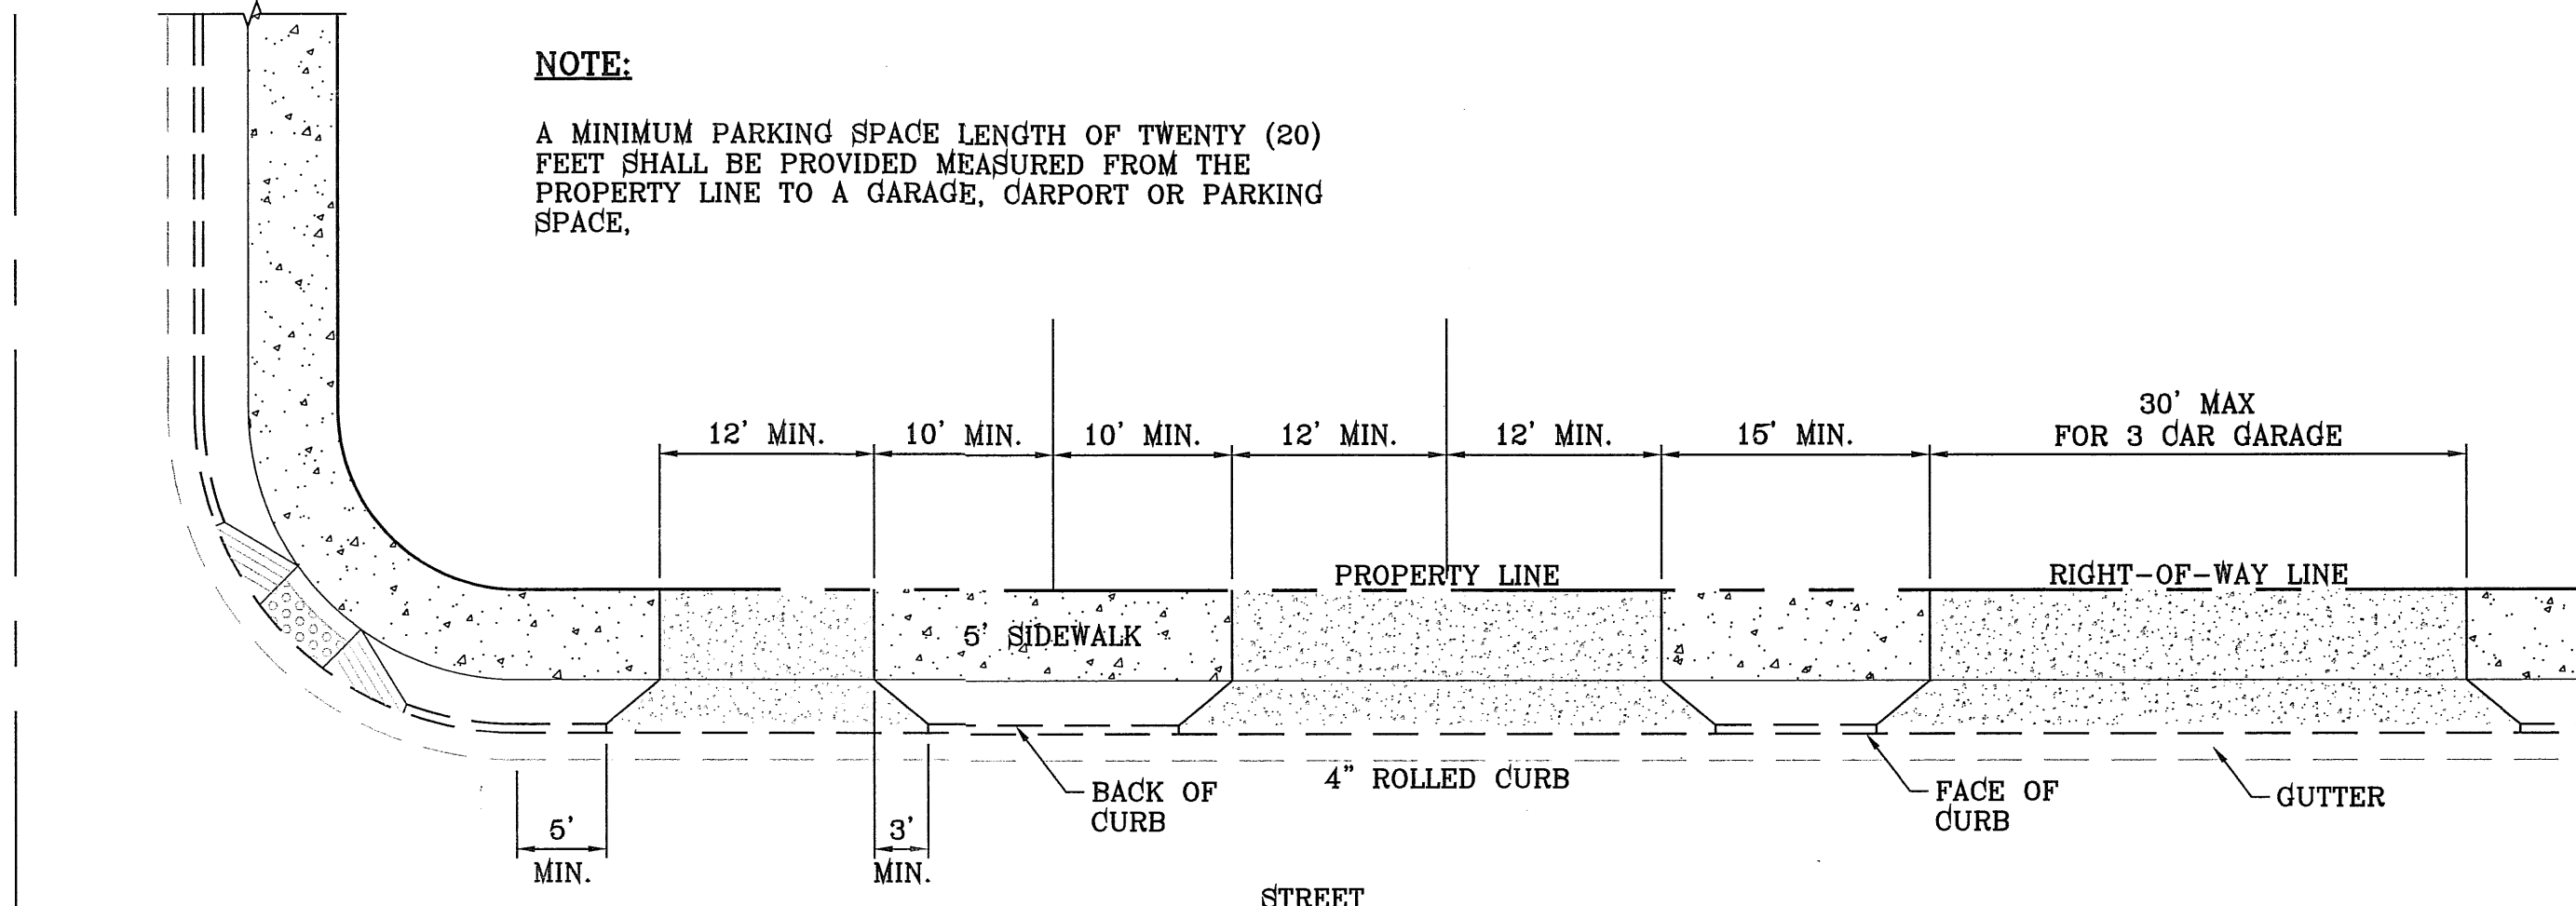 NOTE:
A MINIMUM PARKING SPACE LENGTH OF TWENTY (20)
FEET SHALL BE PROVIDED MEASURED FROM THE
PROPERTY LINE TO A GARAGE, CARPORT OR PARKING
SPACE,
30' MAX
12' MIN.
10' MIN.
10' MIN.
12' MIN.
12' MIN.
15' MIN.
FOR 3 CAR GARAGE
PROPERTY LINE
RIGHT-OF-WAY LINE
5' SIDEWALK
4" ROLLED CURB
BACK OF
CURB
FACE OF
CURB
GUTTER
5'
MIN.
3'
MIN.
STREET